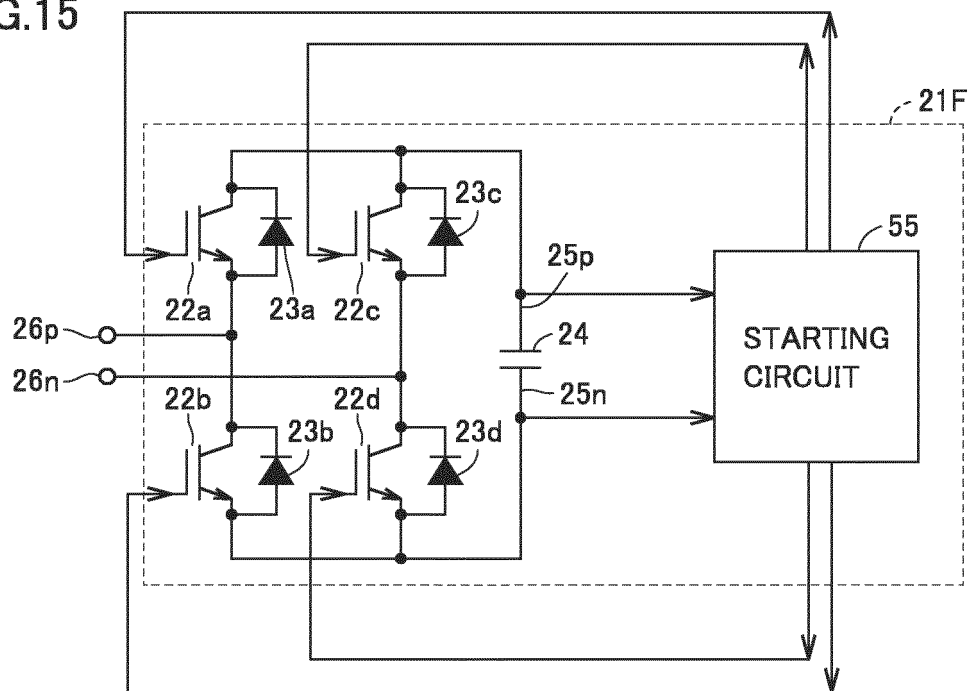 G.15
21F
23c
55
25p
22a
23a
22c
26p
24
STARTING
CIRCUIT
26n
25n
22b
22d
23b
23d